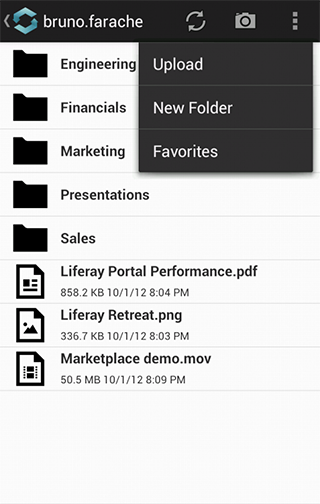 bruno.farache
Upload
New Folder
Favorites
Engineering
Financials
Marketing
Presentations
Sales
Liferay Portal Performance.pdf
858.2 KB 10/1/12 8:04 PM
Liferay Retreat.png
336.7 KB 10/1/12 8:03 PM
Marketplace demo.mov
50.5 MB 10/1/12 8:09 PM